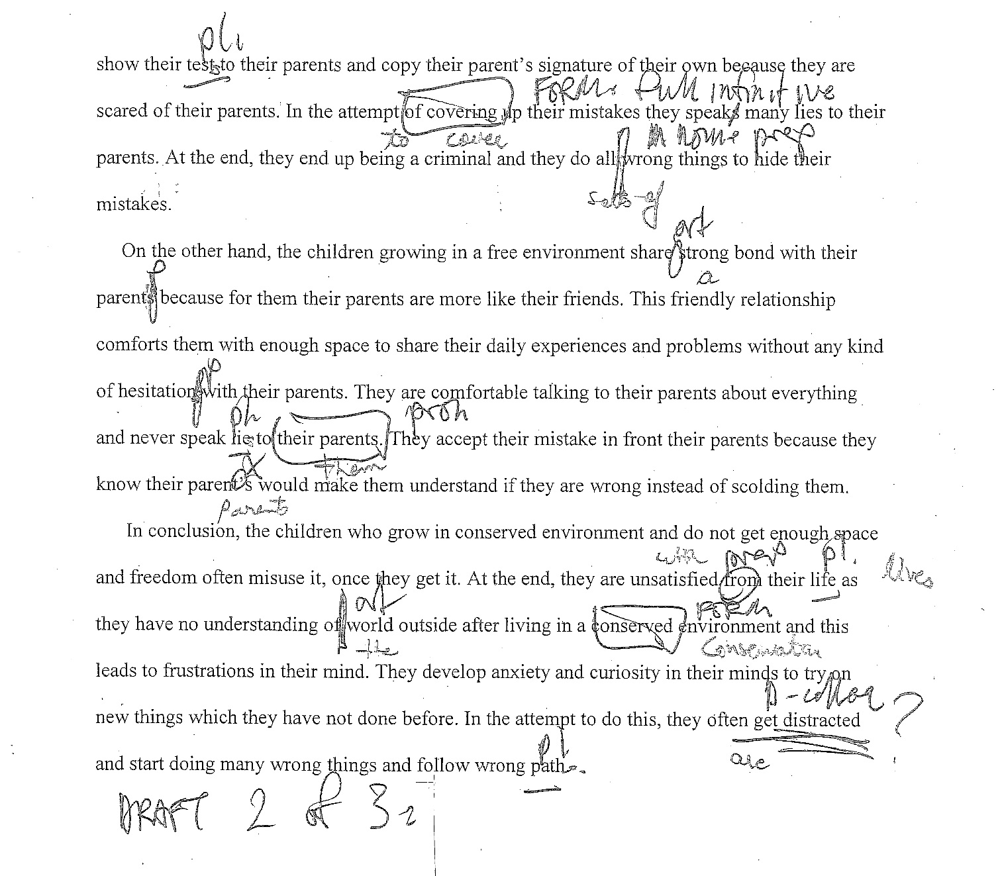 pl.
show their tests to their parents and copy their parent's signature of their own because they are
FORM: Full infinitive
scared of their parents. In the attempt of covering up their mistakes they speak many lies to their
to cover
prep
parents. At the end, they end up being a criminal and they do all wrong things to hide their
sets of
mistakes.
art
On the other hand, the children growing in a free environment share strong bond with their
a
p
parents because for them their parents are more like their friends. This friendly relationship
comforts them with enough space to share their daily experiences and problems without any kind
of hesitation with their parents. They are comfortable talking to their parents about everything
pron
and never speak lies to their parents. They accept their mistake in front their parents because they
them
know their parent's would make them understand if they are wrong instead of scolding them.
parents
In conclusion, the children who grow in conserved environment and do not get enough space
with prep pl. lives
and freedom often misuse it, once they get it. At the end, they are unsatisfied from their life as
art FORM
they have no understanding of world outside after living in a conserved environment and this
the Conservative
leads to frustrations in their mind. They develop anxiety and curiosity in their minds to try on
?
new things which they have not done before. In the attempt to do this, they often get distracted
are
pl
and start doing many wrong things and follow wrong path.
DRAFT 2 of 3